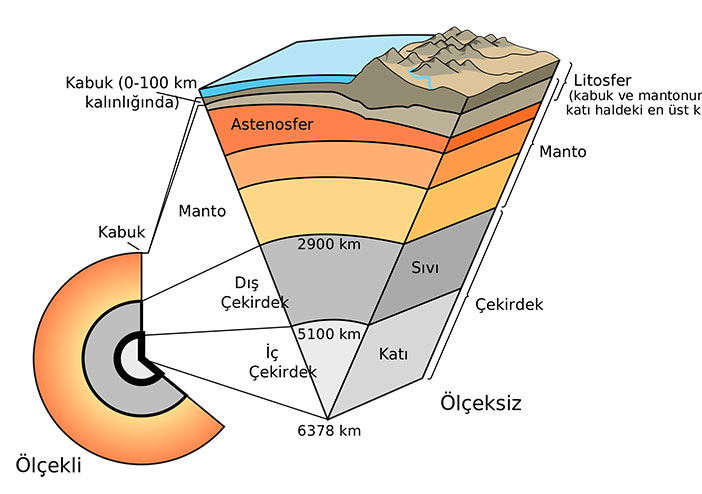 Kabuk (0-100 km
kalınlığında)
Litosfer
(kabuk ve mantonun
katı haldeki en üst k
Astenosfer
Manto
Manto
Kabuk
2900 km
Sıvı
Dış
Çekirdek
Çekirdek
5100 km
İç
Çekirdek
Katı
Ölçeksiz
6378 km
Ölçekli